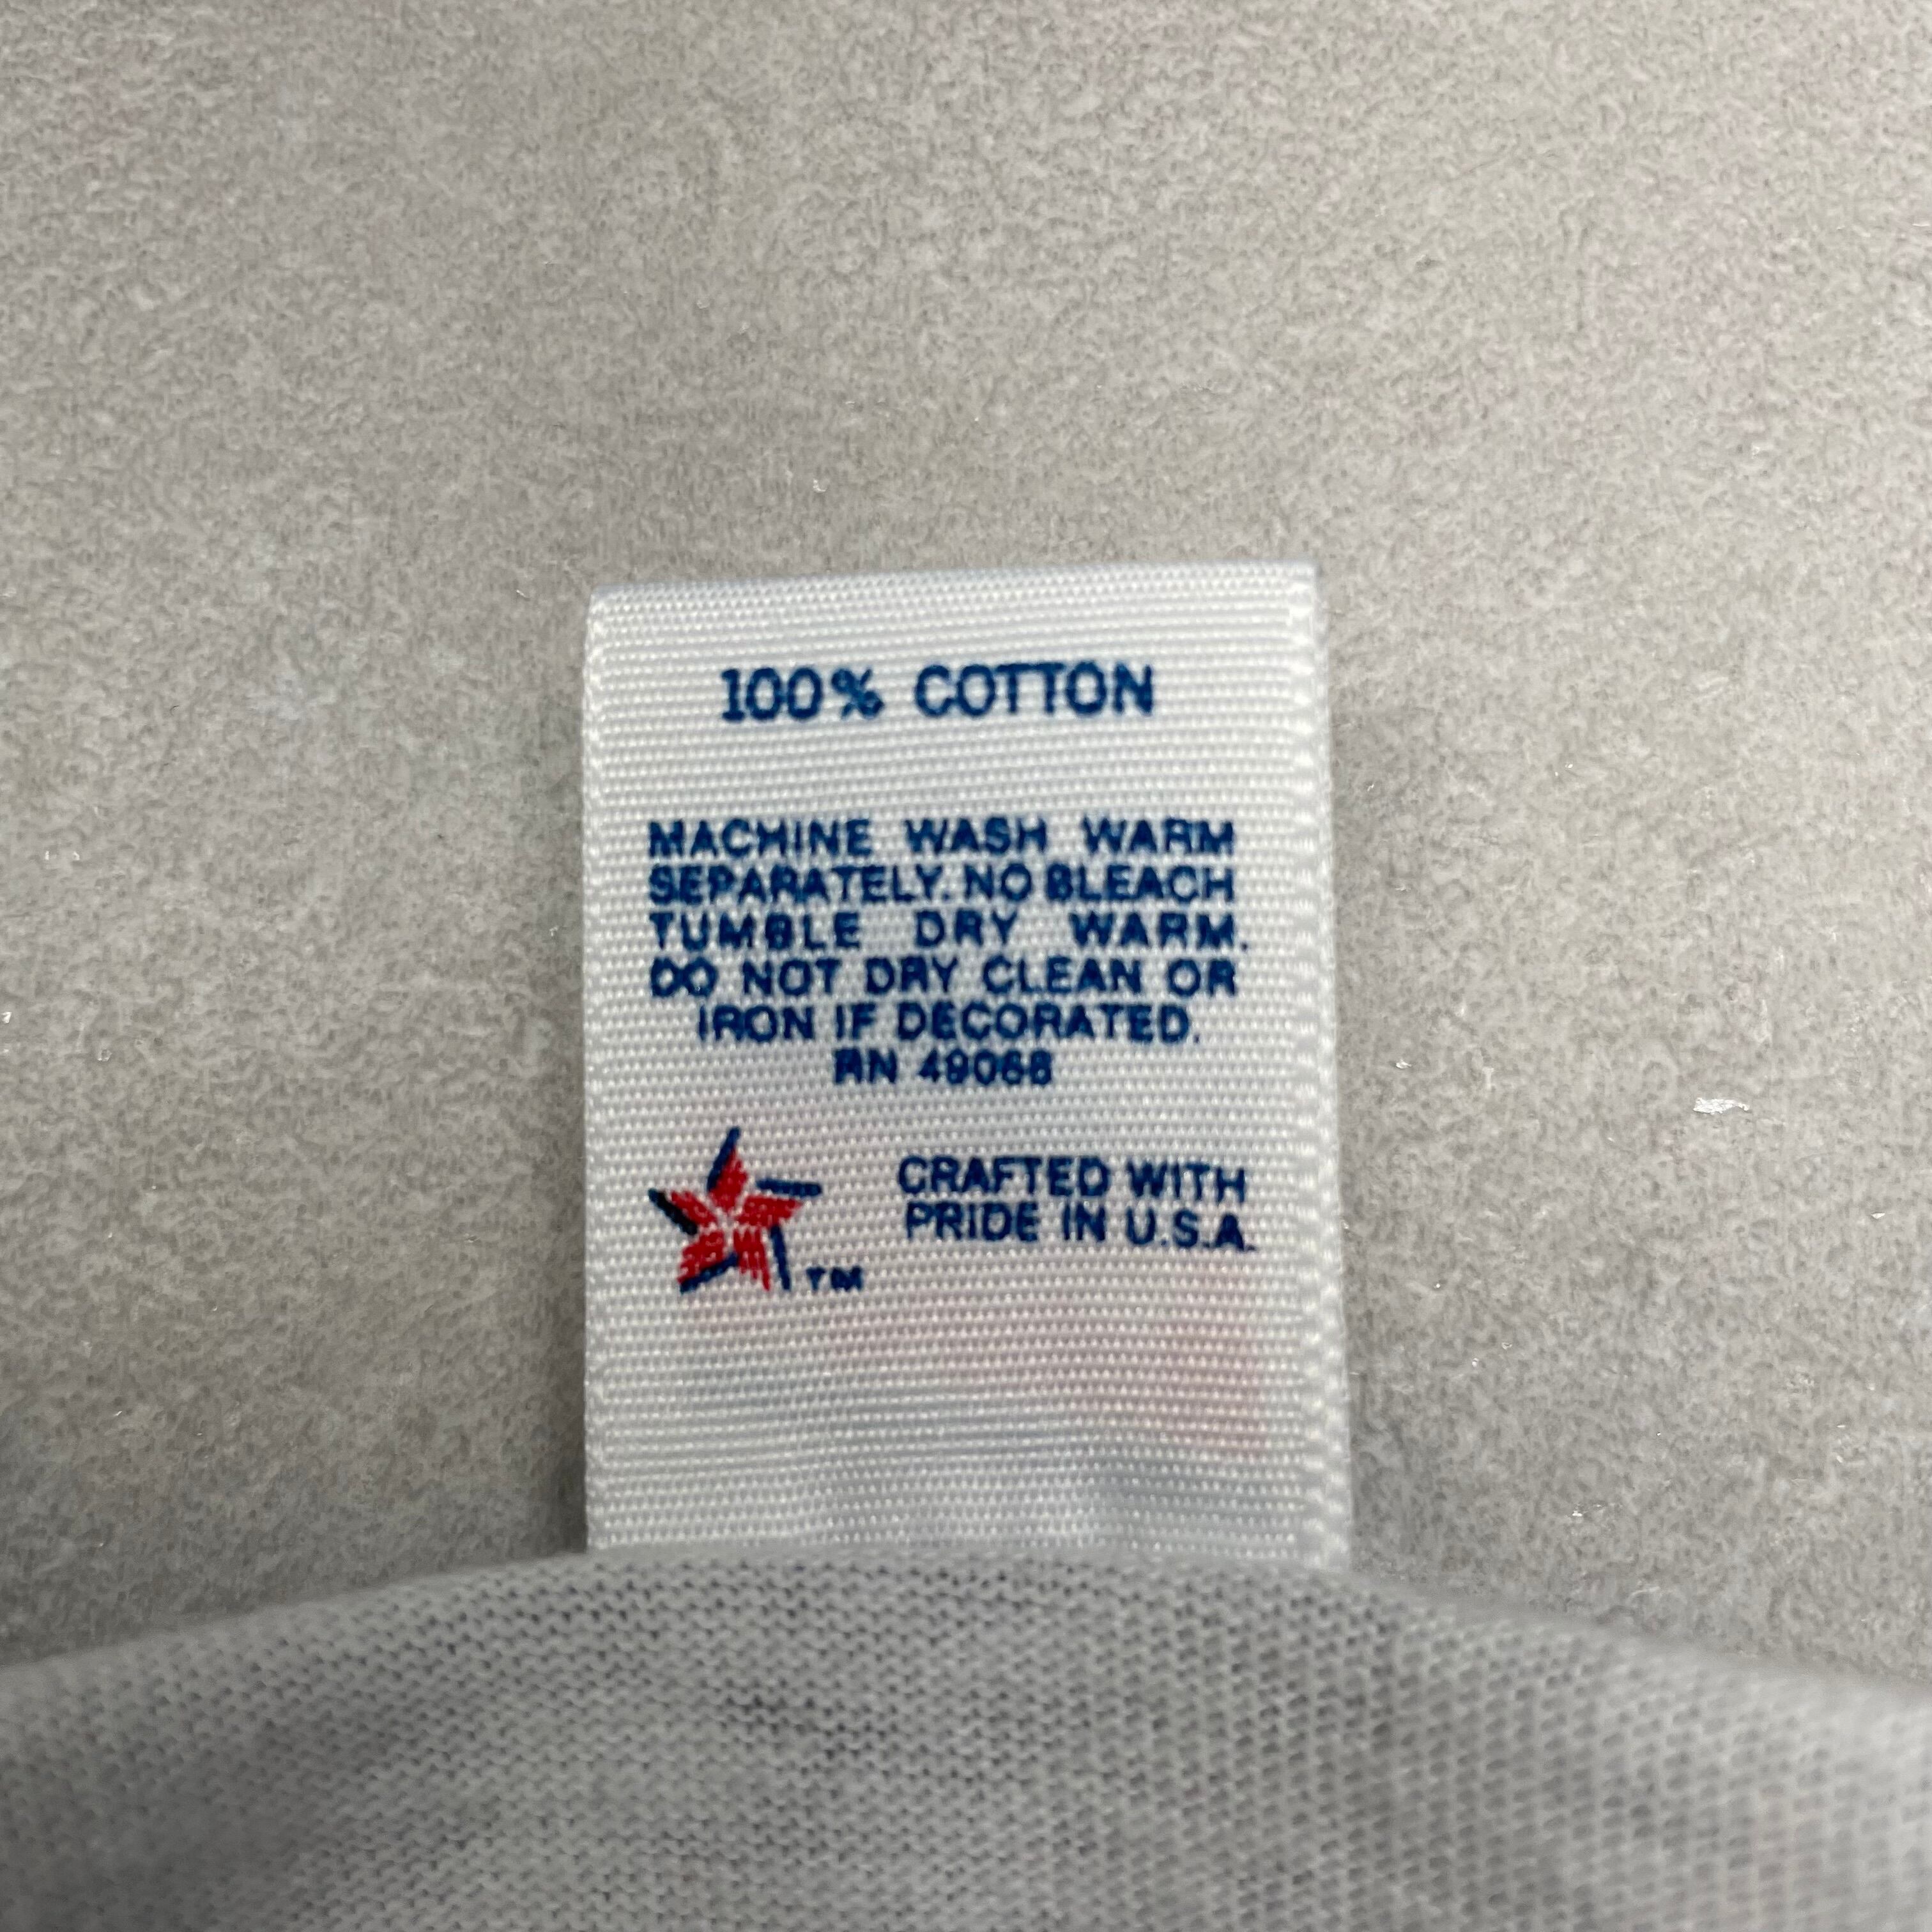 100% COTTON
MACHINE WASH WARM
SEPARATELY. NO BLEACH
TUMBLE DRY WARM.
DO NOT DRY CLEAN OR
IRON IF DECORATED.
RN 49068
TM
CRAFTED WITH
PRIDE IN U.S.A.